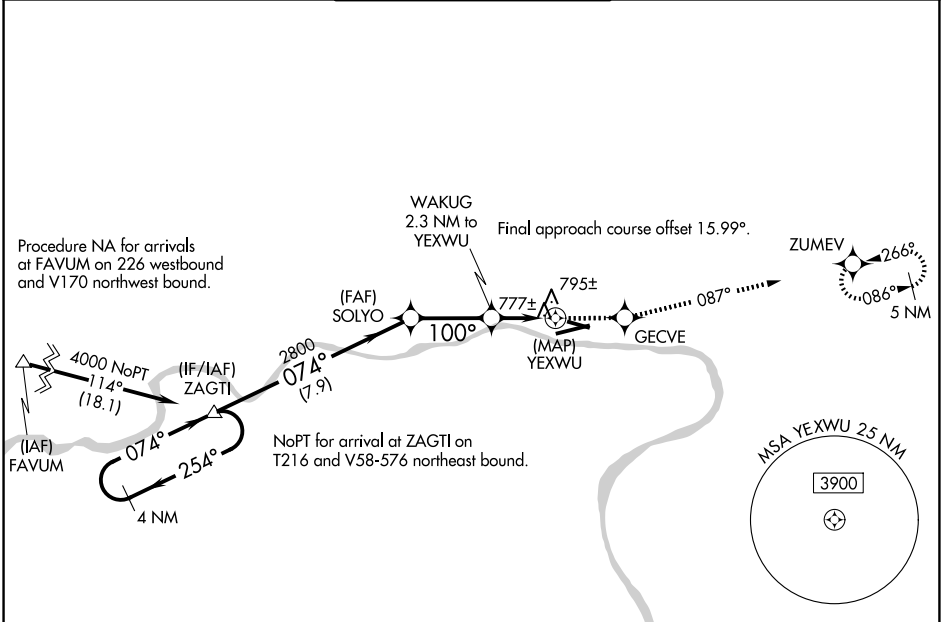 WAKUG
2.3 NM to
YEXWU
Final approach course offset 15.99°.
Procedure NA for arrivals
at FAVUM on 226 westbound
and V170 northwest bound.
ZUMEV
266°
086°
5 NM
087°
795±
777±
(FAF)
SOLYO
100°
(MAP)
YEXWU
GECVE
2800
074°
(7.9)
4000 NoPT
114°
(18.1)
(IF/IAF)
ZAGTI
(IAF)
FAVUM
074°
254°
4 NM
NoPT for arrival at ZAGTI on
T216 and V58-576 northeast bound.
MSA YEXWU 25 NM
3900